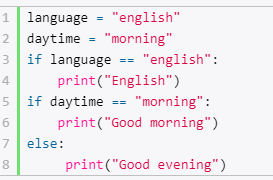 1 language = "english"
2 daytime = "morning"
3 if language == "english":
4     print("English")
5 if daytime == "morning":
6     print("Good morning")
7 else:
8      print("Good evening")